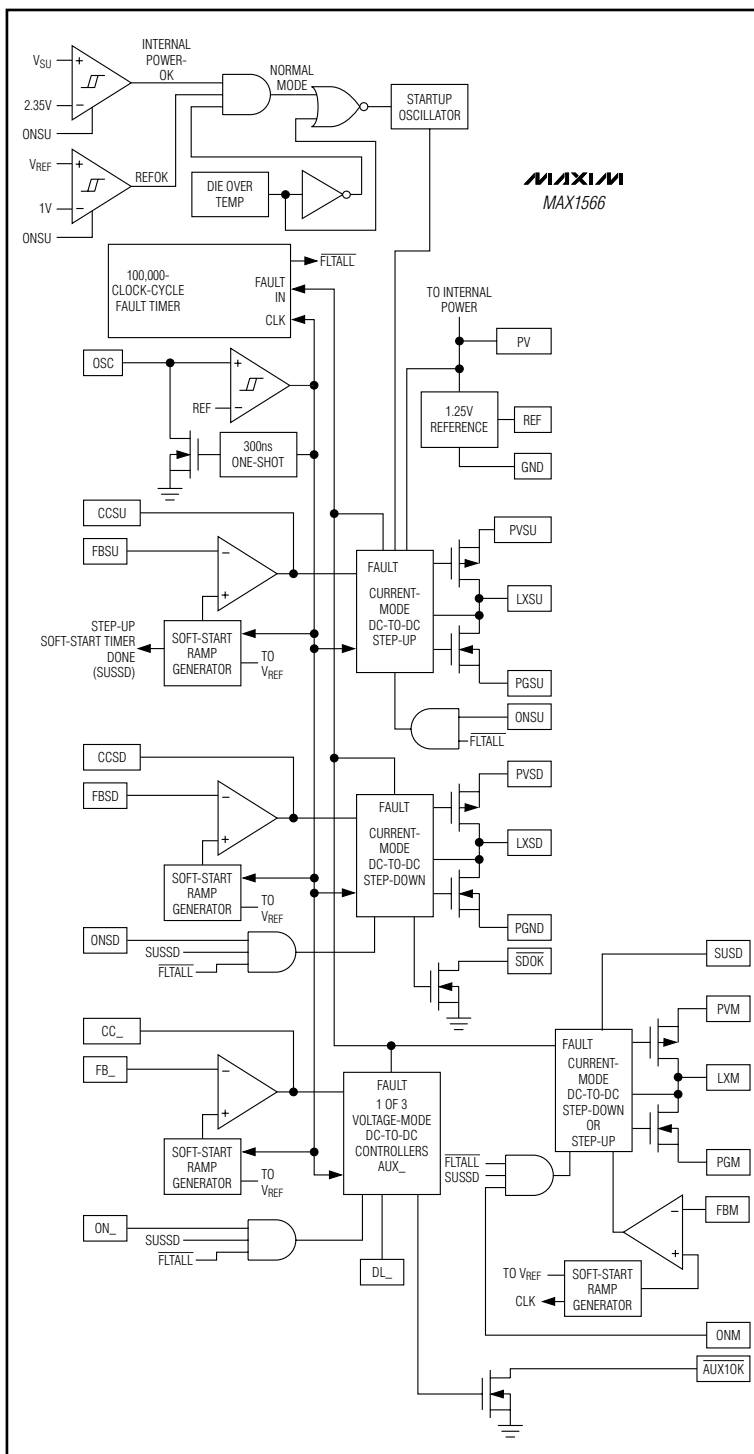 VSU
+
INTERNAL
POWER-
OK
NORMAL
MODE
2.35V
−
ONSU
STARTUP
OSCILLATOR
VREF
+
REFOK
1V
−
ONSU
DIE OVER
TEMP
MAXIM
MAX1566
100,000-
CLOCK-CYCLE
FAULT TIMER
FLTALL
FAULT
IN
CLK
TO INTERNAL
POWER
PV
OSC
+
REF
−
1.25V
REFERENCE
REF
GND
300ns
ONE-SHOT
CCSU
FBSU
−
+
FAULT
CURRENT-
MODE
DC-TO-DC
STEP-UP
PVSU
LXSU
PGSU
STEP-UP
SOFT-START TIMER
DONE
(SUSSD)
SOFT-START
RAMP
GENERATOR
TO
VREF
ONSU
FLTALL
CCSD
FBSD
−
+
FAULT
CURRENT-
MODE
DC-TO-DC
STEP-DOWN
PVSD
LXSD
PGND
SOFT-START
RAMP
GENERATOR
TO
VREF
ONSD
SUSSD
FLTALL
SDOK
SUSD
CC_
FB_
−
+
FAULT
1 OF 3
VOLTAGE-MODE
DC-TO-DC
CONTROLLERS
AUX_
FAULT
CURRENT-
MODE
DC-TO-DC
STEP-DOWN
OR
STEP-UP
PVM
LXM
PGM
SOFT-START
RAMP
GENERATOR
TO
VREF
FLTALL
SUSSD
FBM
−
+
ON_
SUSSD
FLTALL
DL_
TO VREF
CLK
SOFT-START
RAMP
GENERATOR
ONM
AUX1OK